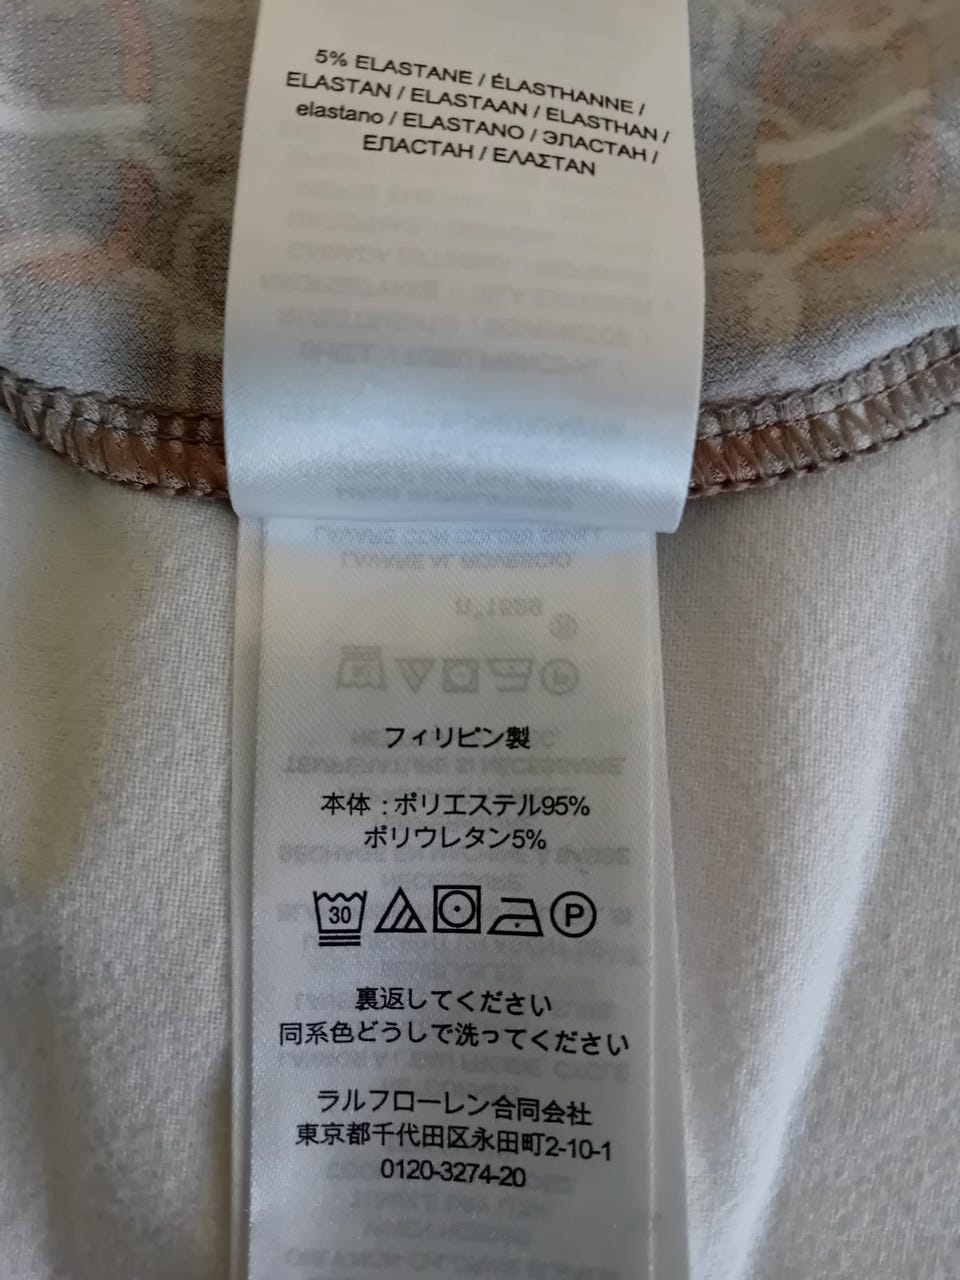 5% ELASTANE / ÉLASTHANNE /
ELASTAN / ELASTAAN / ELASTHAN /
elastano / ELASTANO / ЭЛАСТАН /
ЕЛАСТАН / ΕΛΑΣΤΑΝ
フィリピン製
本体 : ポリエステル95%
ポリウレタン5%
30 P
裏返してください
同系色どうしで洗ってください
ラルフローレン合同会社
東京都千代田区永田町2-10-1
0120-3274-20